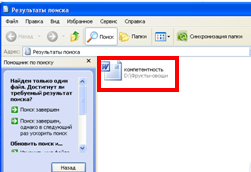 Результаты поиска
Файл Правка Вид Избранное Сервис Справка
Назад Поиск Папки Синхронизация папки
Адрес: Результаты поиска
Помощник по поиску
компетентность
D:\фрукты-овощи
Найден только один
файл. Достигнут ли
требуемый результат
поиска?
Поиск завершен
Поиск завершен,
однако в следующий
раз ускорить поиск
Обновить поиск и...
Назад